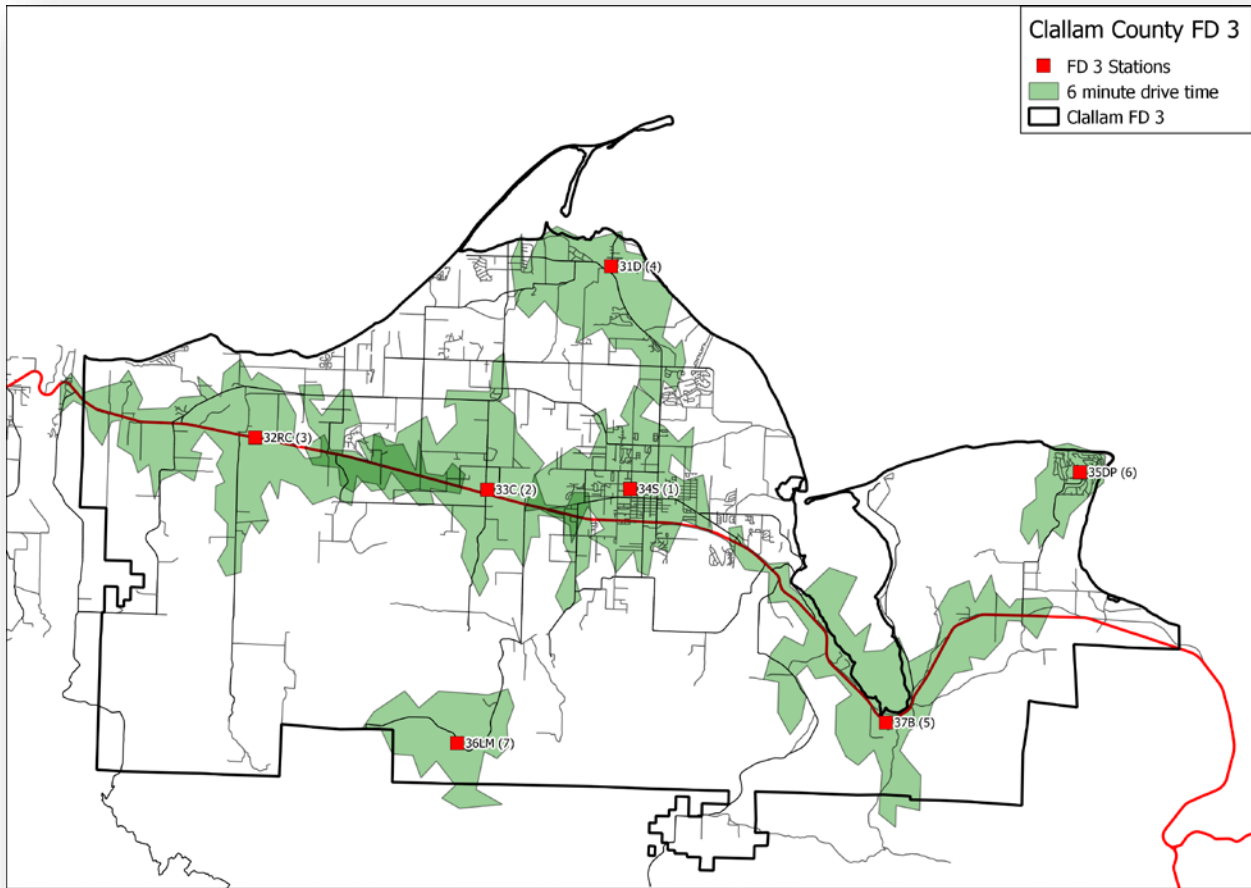 Clallam County FD 3
FD 3 Stations
6 minute drive time
Clallam FD 3
31D (4)
32RC (3)
33C (2)
34S (1)
35DP (6)
37B (5)
36LM (7)